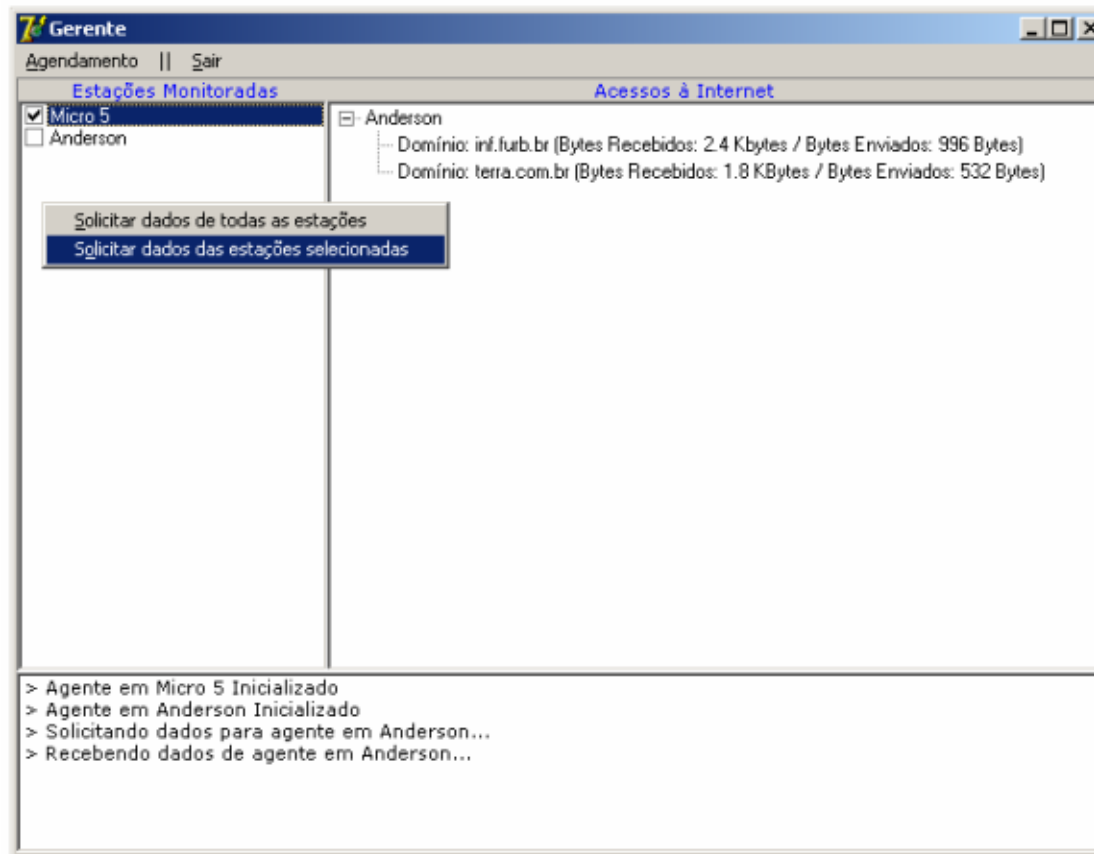 Gerente
Agendamento || Sair
Estações Monitoradas
Acessos à Internet
Micro 5
Anderson
Anderson
Domínio: inf.furb.br (Bytes Recebidos: 2.4 Kbytes / Bytes Enviados: 996 Bytes)
Domínio: terra.com.br (Bytes Recebidos: 1.8 KBytes / Bytes Enviados: 532 Bytes)
Solicitar dados de todas as estações
Solicitar dados das estações selecionadas
> Agente em Micro 5 Inicializado
> Agente em Anderson Inicializado
> Solicitando dados para agente em Anderson...
> Recebendo dados de agente em Anderson...